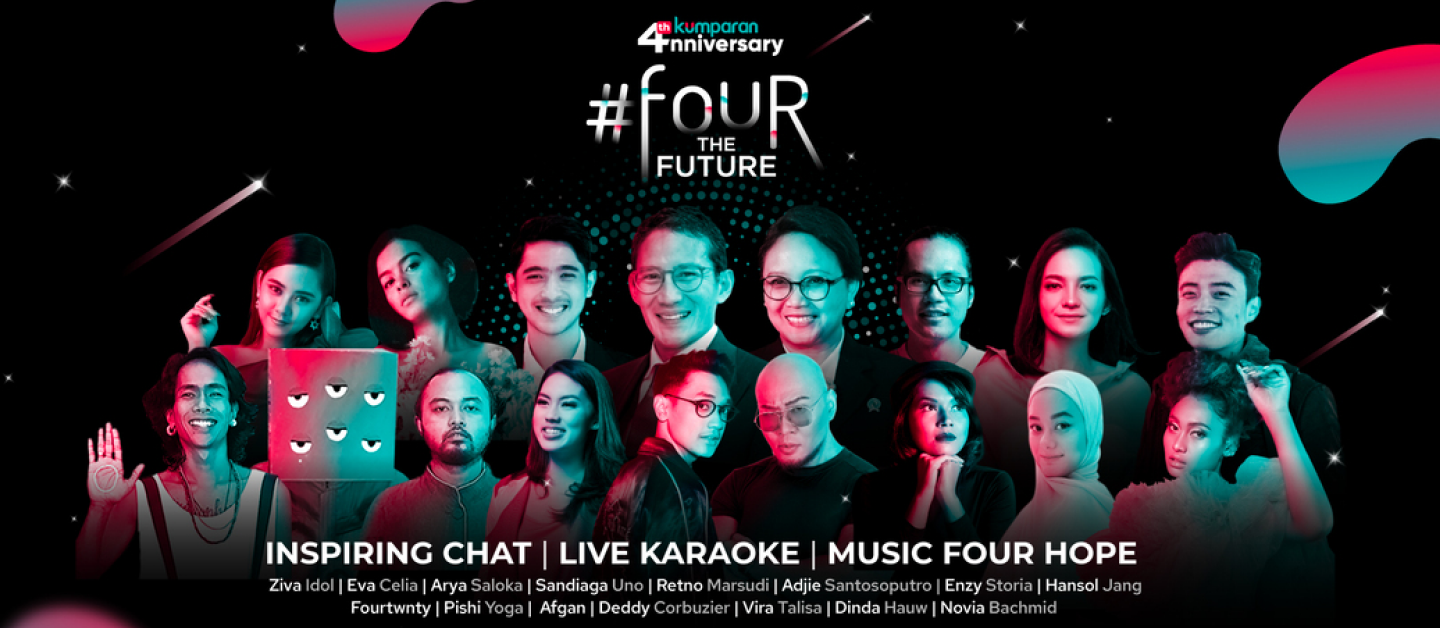 4th kumparan
Anniversary
#fouR
THE
FUTURE
INSPIRING CHAT | LIVE KARAOKE | MUSIC FOUR HOPE
Ziva Idol | Eva Celia | Arya Saloka | Sandiaga Uno | Retno Marsudi | Adjie Santosoputro | Enzy Storia | Hansol Jang
Fourtwnty | Pishi Yoga | Afgan | Deddy Corbuzier | Vira Talisa | Dinda Hauw | Novia Bachmid